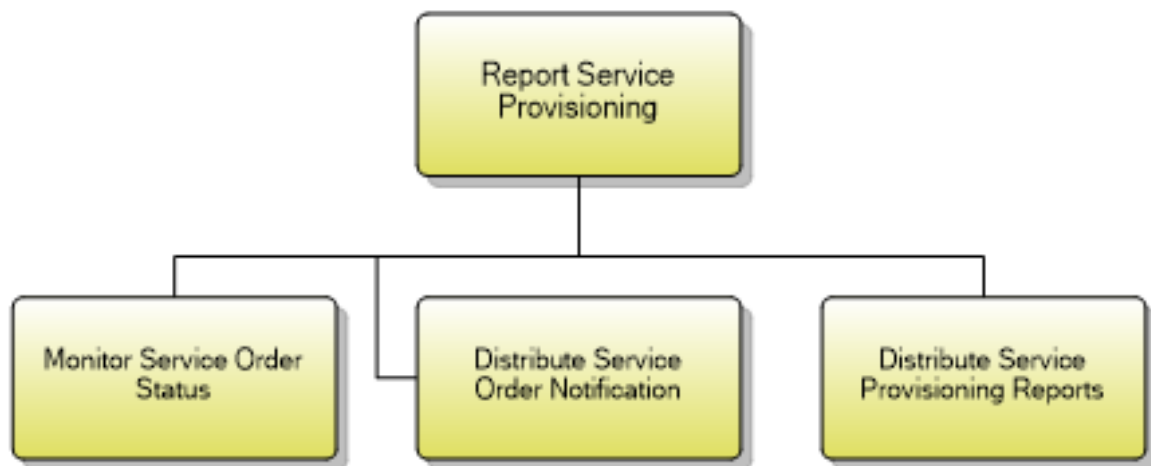 Report Service
Provisioning
Monitor Service Order
Status
Distribute Service
Order Notification
Distribute Service
Provisioning Reports